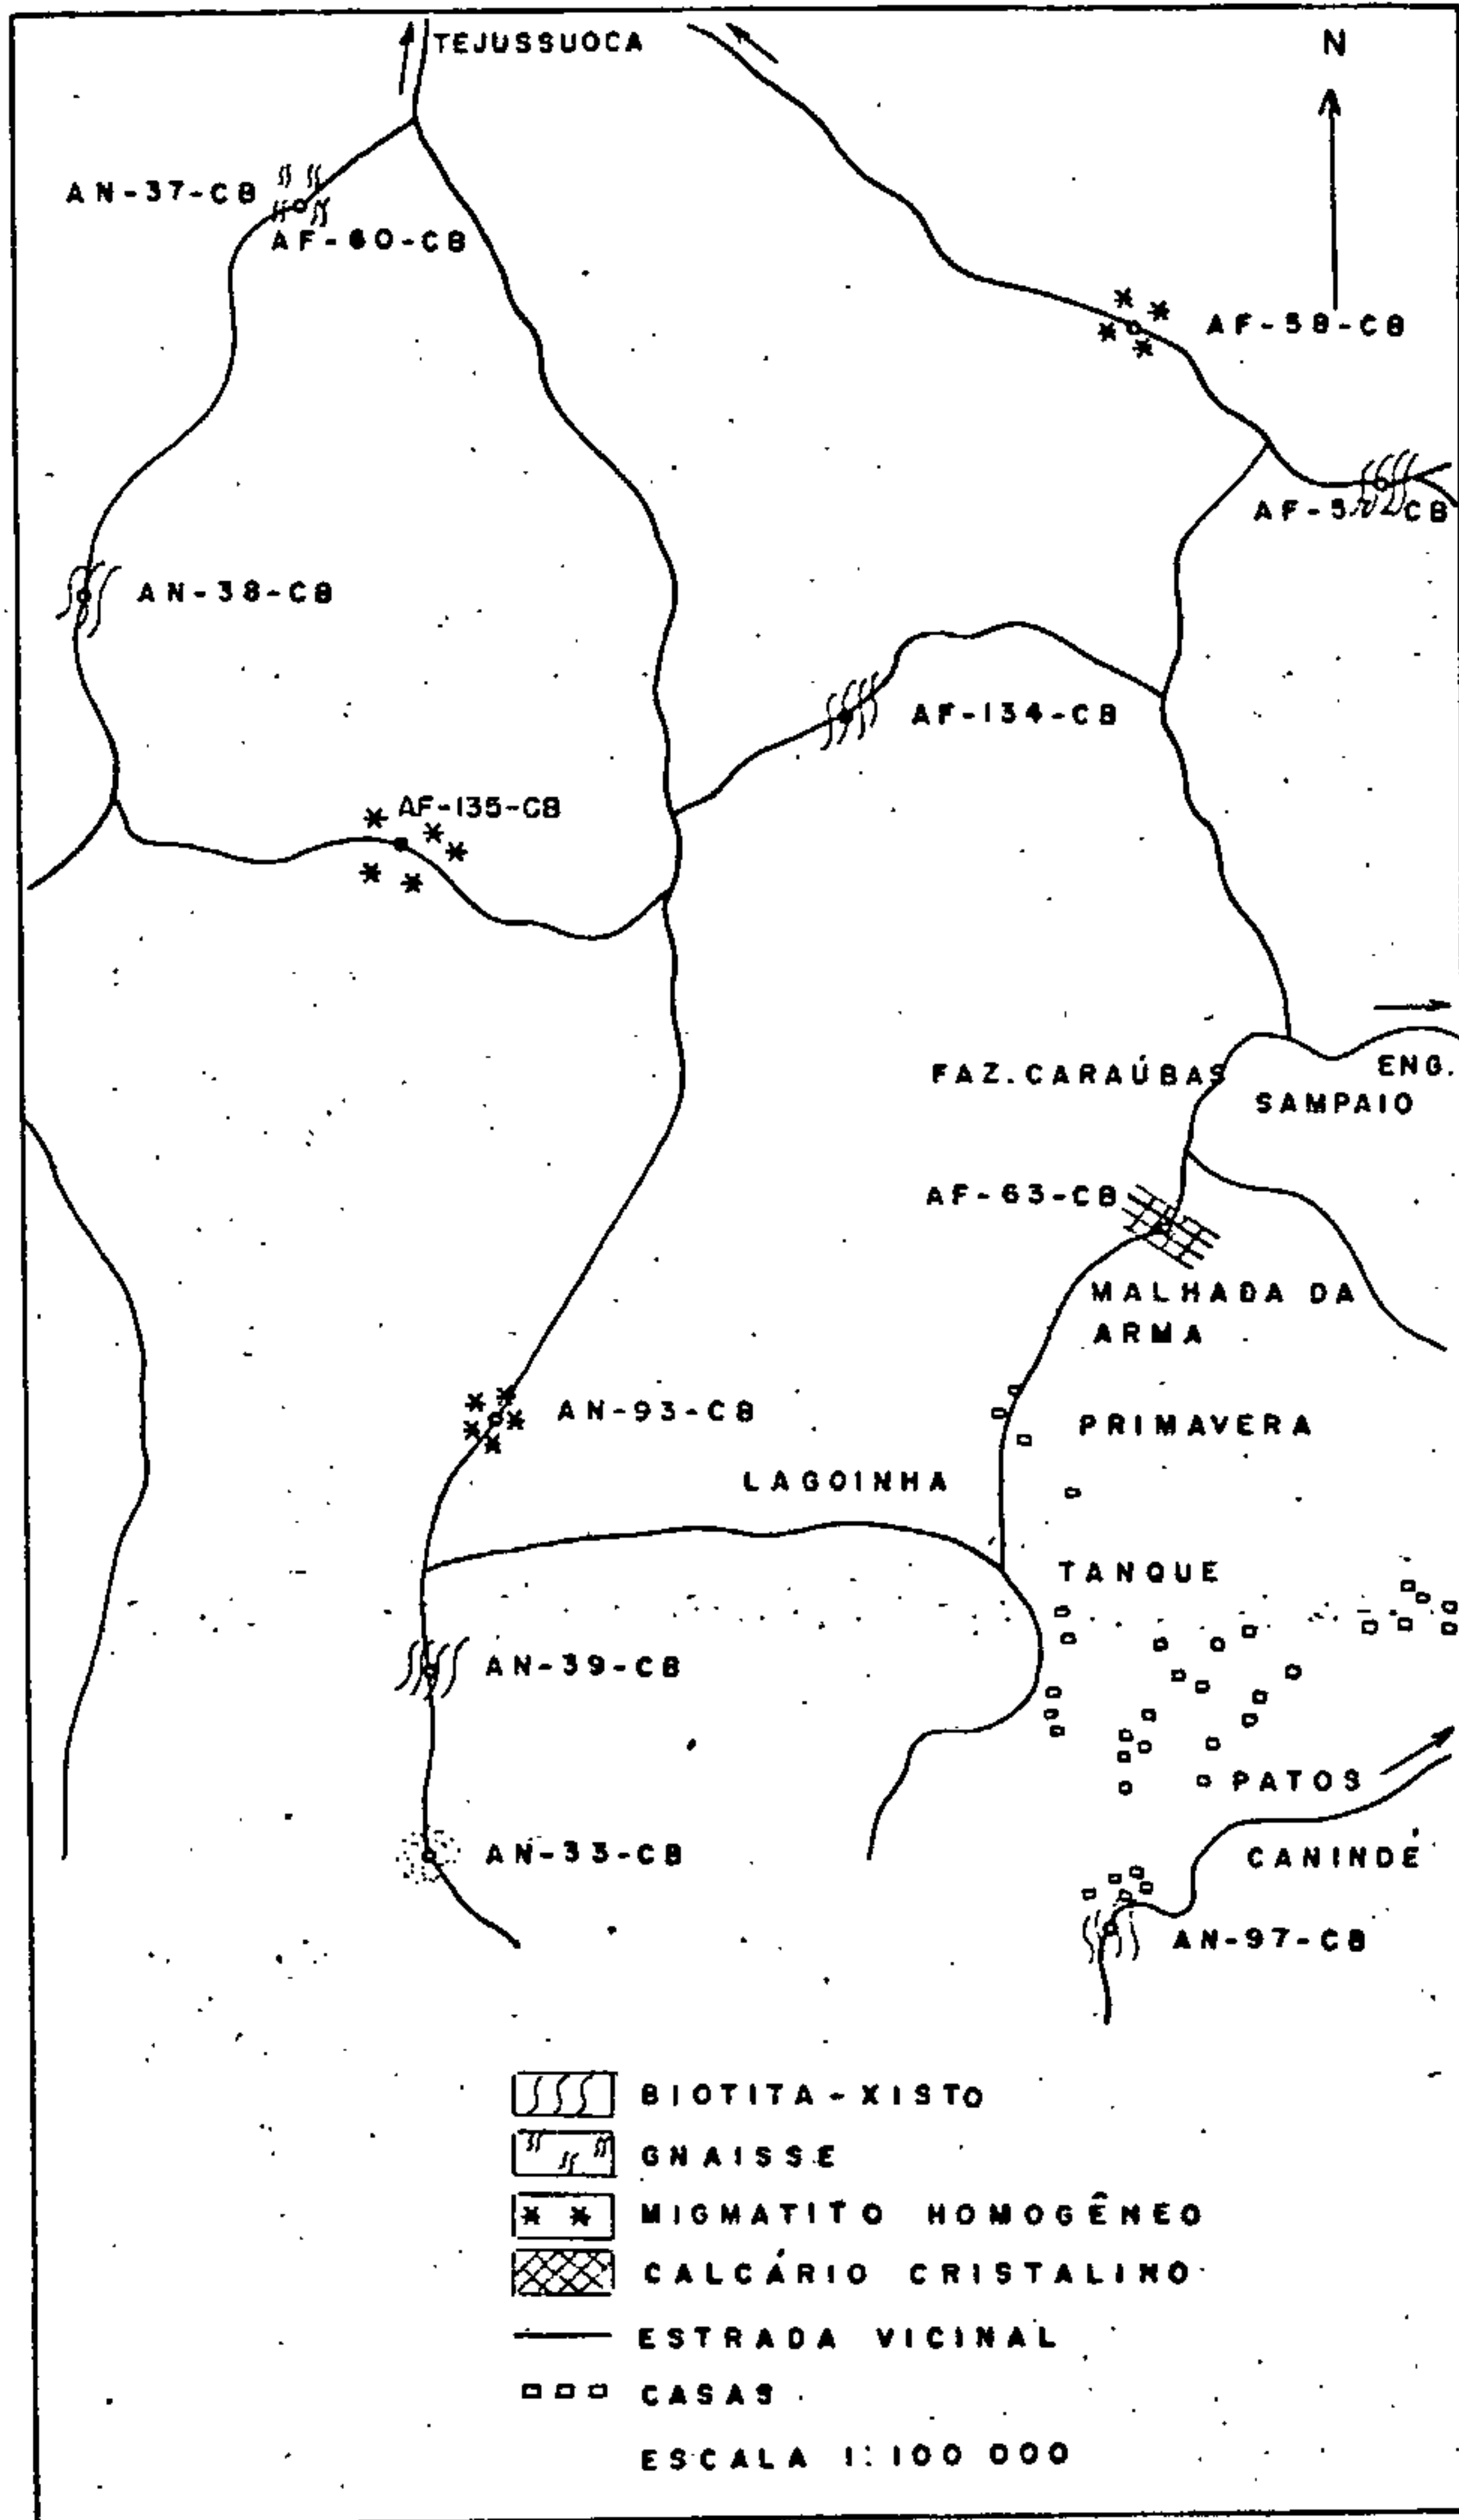 TEJUSSUOCA
N
AN-37-CB
AF-60-CB
AF-58-CB
AF-57-CB
AN-38-CB
AF-134-CB
AF-135-CB
FAZ. CARAÚBAS
ENG.
SAMPAIO
AF-63-CB
MALHADA DA
ARMA
AN-93-CB
PRIMAVERA
LAGOINHA
TANQUE
AN-39-CB
PATOS
AN-33-CB
CANINDÉ
AN-97-CB
BIOTITA-XISTO
GNAISSE
MIGMATITO HOMOGÊNEO
CALCÁRIO CRISTALINO
ESTRADA VICINAL
CASAS
ESCALA 1:100 000